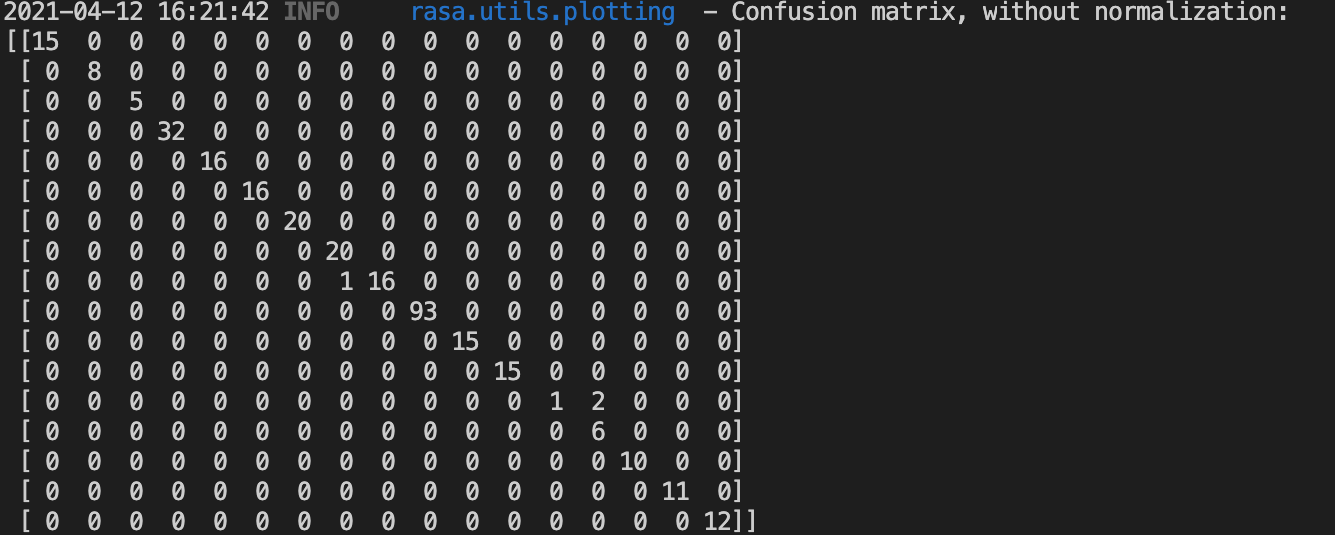 2021-04-12 16:21:42 INFO     rasa.utils.plotting  - Confusion matrix, without normalization:
[[15  0  0  0  0  0  0  0  0  0  0  0  0  0  0  0  0]
 [ 0  8  0  0  0  0  0  0  0  0  0  0  0  0  0  0  0]
 [ 0  0  5  0  0  0  0  0  0  0  0  0  0  0  0  0  0]
 [ 0  0  0 32  0  0  0  0  0  0  0  0  0  0  0  0  0]
 [ 0  0  0  0 16  0  0  0  0  0  0  0  0  0  0  0  0]
 [ 0  0  0  0  0 16  0  0  0  0  0  0  0  0  0  0  0]
 [ 0  0  0  0  0  0 20  0  0  0  0  0  0  0  0  0  0]
 [ 0  0  0  0  0  0  0 20  0  0  0  0  0  0  0  0  0]
 [ 0  0  0  0  0  0  0  1 16  0  0  0  0  0  0  0  0]
 [ 0  0  0  0  0  0  0  0  0 93  0  0  0  0  0  0  0]
 [ 0  0  0  0  0  0  0  0  0  0 15  0  0  0  0  0  0]
 [ 0  0  0  0  0  0  0  0  0  0  0 15  0  0  0  0  0]
 [ 0  0  0  0  0  0  0  0  0  0  0  0  1  2  0  0  0]
 [ 0  0  0  0  0  0  0  0  0  0  0  0  0  6  0  0  0]
 [ 0  0  0  0  0  0  0  0  0  0  0  0  0  0 10  0  0]
 [ 0  0  0  0  0  0  0  0  0  0  0  0  0  0  0 11  0]
 [ 0  0  0  0  0  0  0  0  0  0  0  0  0  0  0  0 12]]